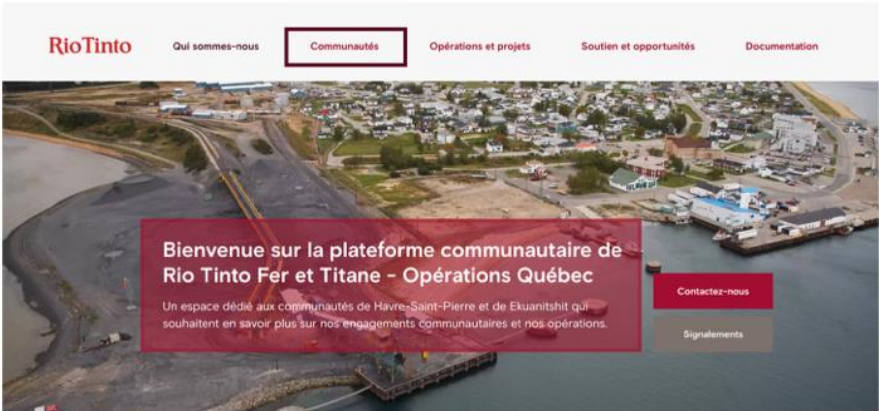 RioTinto
Qui sommes-nous
Communautés
Opérations et projets
Soutien et opportunités
Documentation
Bienvenue sur la plateforme communautaire de
Rio Tinto Fer et Titane - Opérations Québec
Un espace dédié aux communautés de Havre-Saint-Pierre et de Ekuanitshit qui
souhaitent en savoir plus sur nos engagements communautaires et nos opérations.
Contactez-nous
Signalements